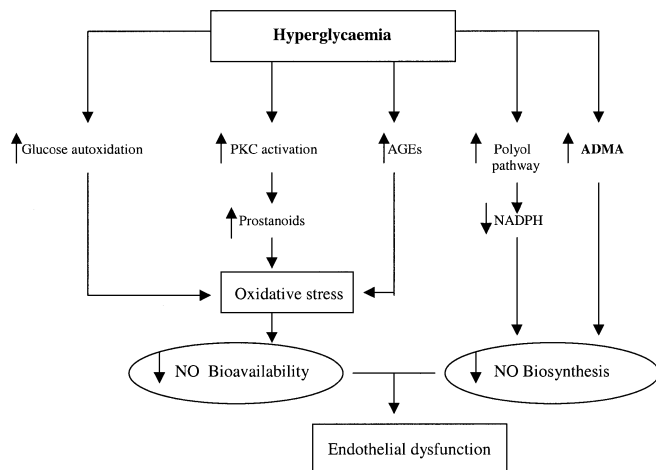 Hyperglycaemia
Glucose autoxidation
PKC activation
AGEs
Polyol
pathway
ADMA
Prostanoids
NADPH
Oxidative stress
NO Bioavailability
NO Biosynthesis
Endothelial dysfunction